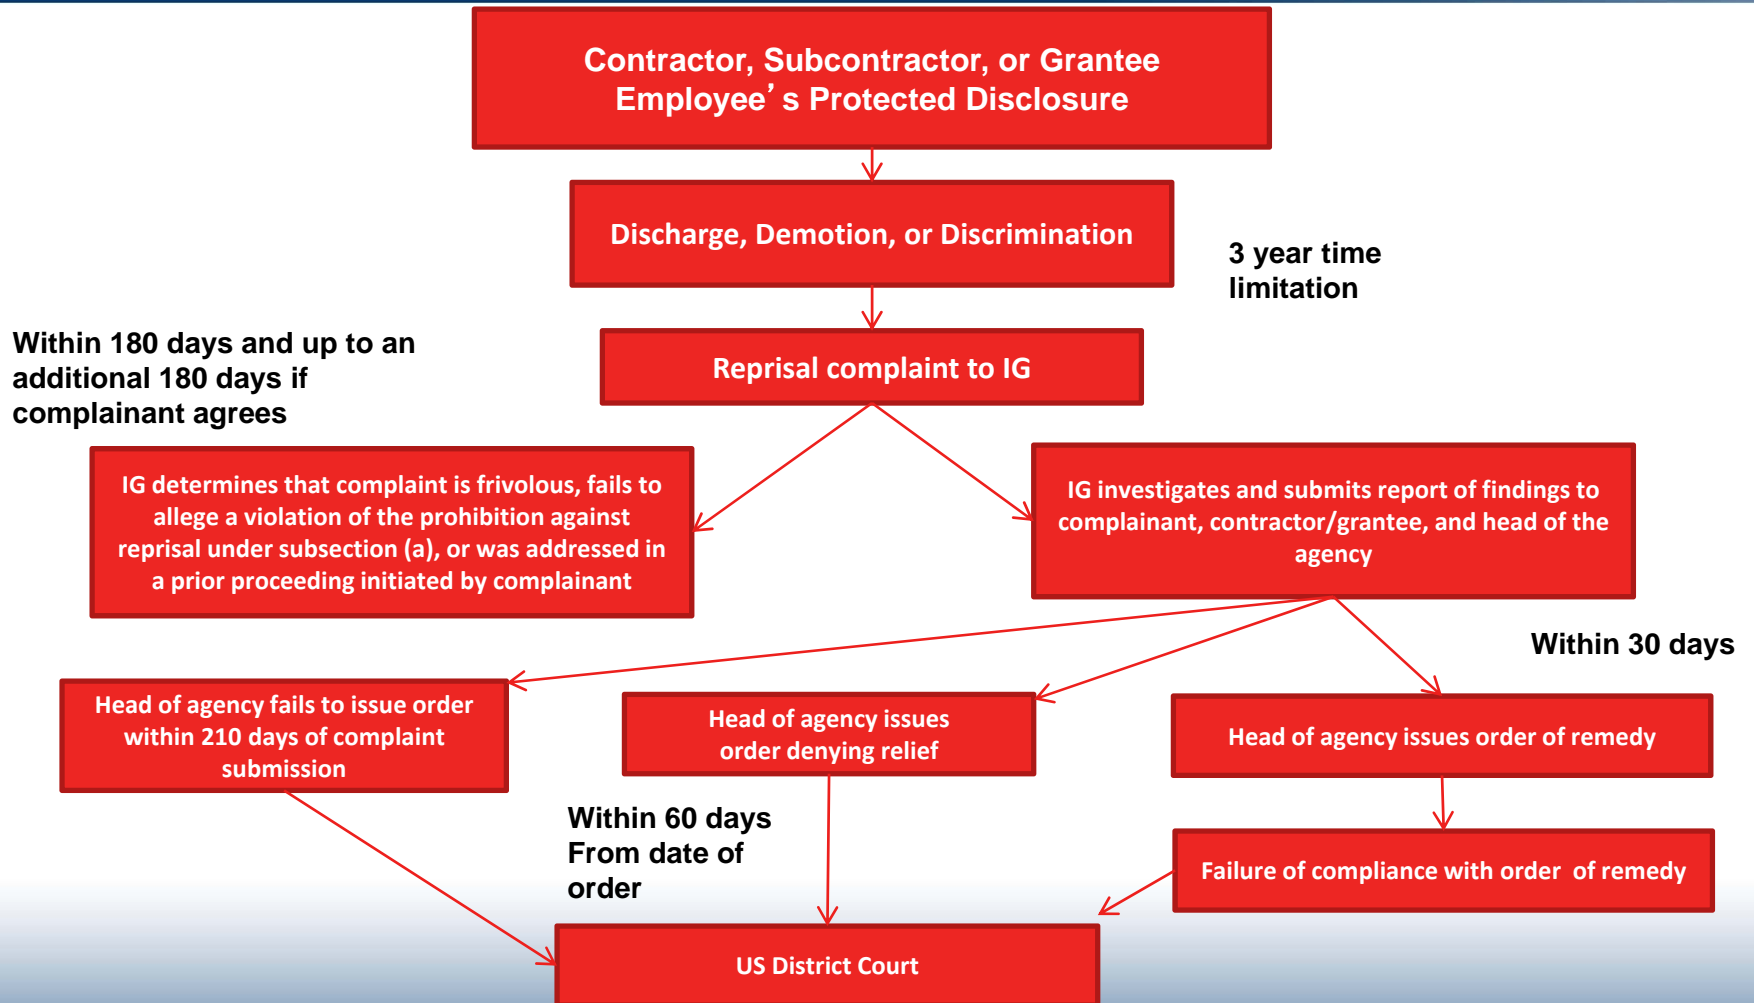 Contractor, Subcontractor, or Grantee
Employee's Protected Disclosure
Discharge, Demotion, or Discrimination
3 year time
limitation
Within 180 days and up to an
additional 180 days if
complainant agrees
Reprisal complaint to IG
IG determines that complaint is frivolous, fails to
allege a violation of the prohibition against
reprisal under subsection (a), or was addressed in
a prior proceeding initiated by complainant
IG investigates and submits report of findings to
complainant, contractor/grantee, and head of the
agency
Within 30 days
Head of agency fails to issue order
within 210 days of complaint
submission
Head of agency issues
order denying relief
Head of agency issues order of remedy
Within 60 days
From date of
order
Failure of compliance with order of remedy
US District Court